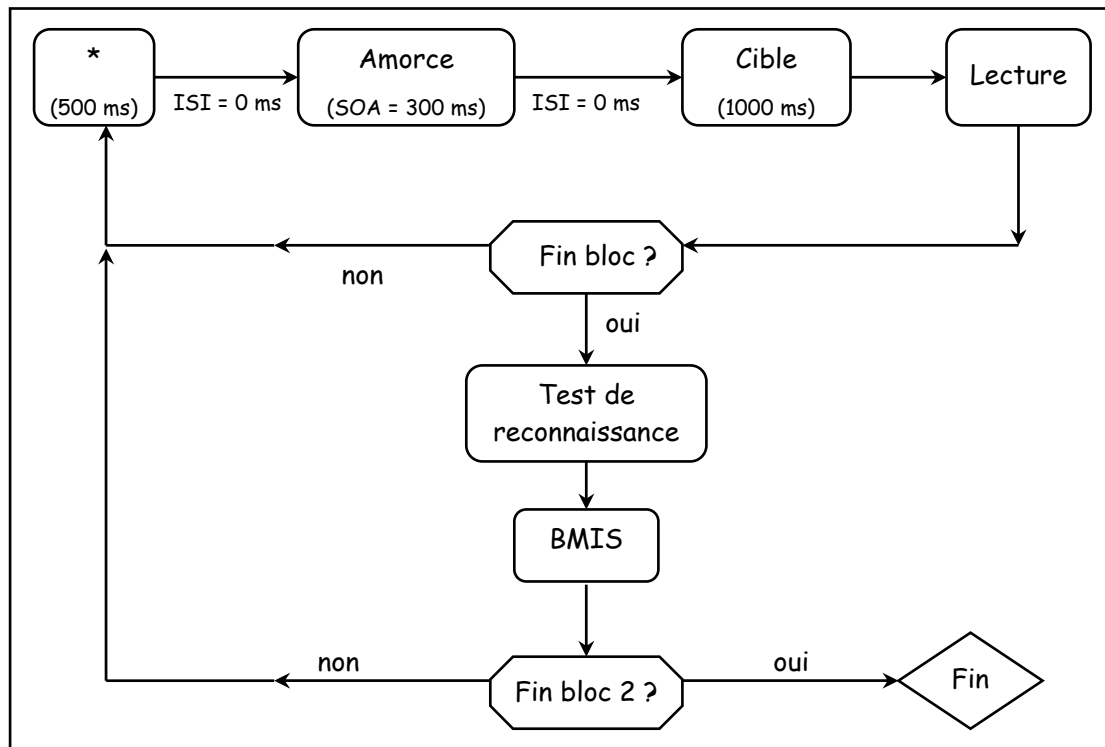 *
(500 ms)
ISI = 0 ms
Amorce
(SOA = 300 ms)
ISI = 0 ms
Cible
(1000 ms)
Lecture
Fin bloc ?
non
oui
Test de
reconnaissance
BMIS
Fin bloc 2 ?
non
oui
Fin